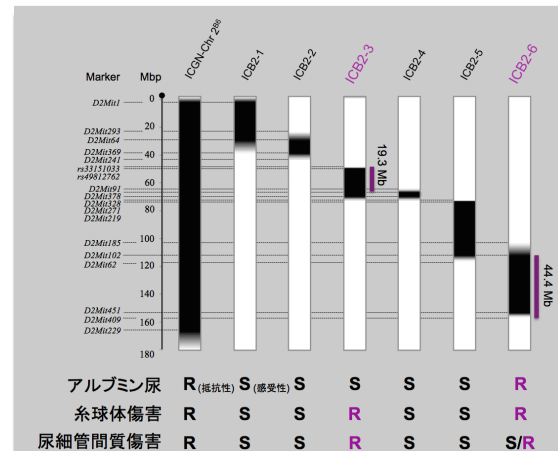 ICGN-Chr 2B6
ICB2-1
ICB2-2
ICB2-3
ICB2-4
ICB2-5
ICB2-6
Marker Mbp
0
D2Mit1
20
D2Mit293
D2Mit64
40
D2Mit369
D2Mit241
rs33151033
rs49812762
60
D2Mit91
D2Mit378
80
D2Mit328
D2Mit271
D2Mit219
100
D2Mit185
D2Mit102
120
D2Mit62
140
D2Mit451
160
D2Mit409
D2Mit229
180
19.3 Mb
44.4 Mb
アルブミン尿 R (抵抗性) S (感受性) S S S S R
糸球体傷害 R S S R S S R
尿細管間質傷害 R S S R S S S/R